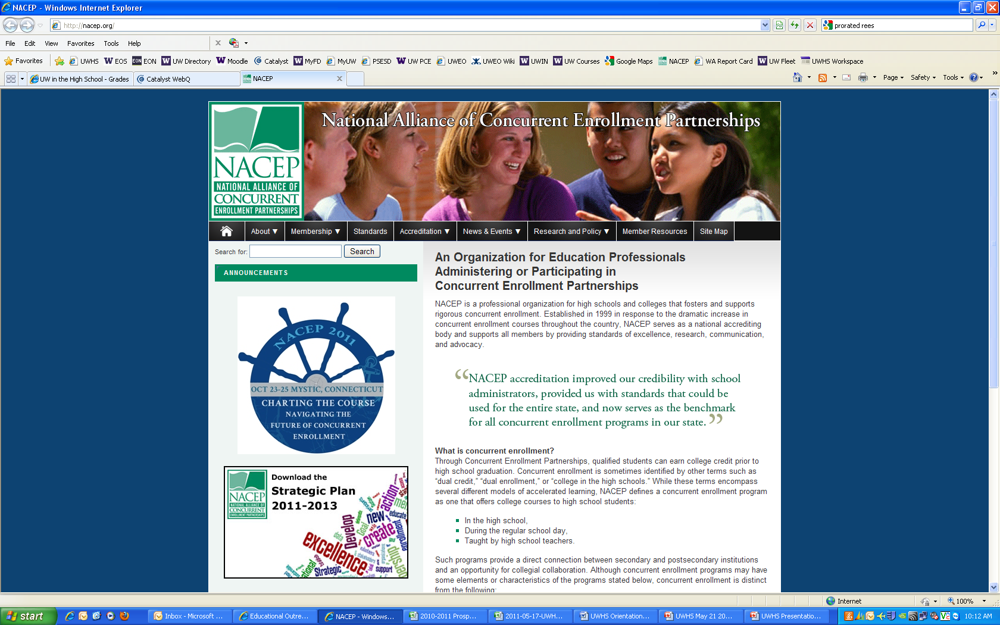 NACEP - Windows Internet Explorer
http://nacep.org/
prorated rees
File Edit View Favorites Tools Help
Favorites UWHS EOS EON UW Directory Moodle Catalyst MyFD MyUW PSESD UW PCE UWEO UWEO Wiki UWIN UW Courses Google Maps NACEP WA Report Card UW Fleet UWHS Workspace
UW in the High School - Grades Catalyst WebQ NACEP Page Safety Tools
National Alliance of Concurrent Enrollment Partnerships
NACEP
NATIONAL ALLIANCE OF
CONCURRENT
ENROLLMENT PARTNERSHIPS
About Membership Standards Accreditation News & Events Research and Policy Member Resources Site Map
Search for: Search
ANNOUNCEMENTS
NACEP 2011
OCT 23-25 MYSTIC, CONNECTICUT
CHARTING THE COURSE
NAVIGATING THE
FUTURE OF CONCURRENT
ENROLLMENT
NACEP
NATIONAL ALLIANCE OF
CONCURRENT
ENROLLMENT PARTNERSHIPS
Download the
Strategic Plan
2011-2013
action
new
educate
Develop
Goal
create
enrollment
data
excellence
Strategic
support
An Organization for Education Professionals
Administering or Participating in
Concurrent Enrollment Partnerships
NACEP is a professional organization for high schools and colleges that fosters and supports
rigorous concurrent enrollment. Established in 1999 in response to the dramatic increase in
concurrent enrollment courses throughout the country, NACEP serves as a national accrediting
body and supports all members by providing standards of excellence, research, communication,
and advocacy.
“NACEP accreditation improved our credibility with school
administrators, provided us with standards that could be
used for the entire state, and now serves as the benchmark
for all concurrent enrollment programs in our state.”
What is concurrent enrollment?
Through Concurrent Enrollment Partnerships, qualified students can earn college credit prior to
high school graduation. Concurrent enrollment is sometimes identified by other terms such as
“dual credit,” “dual enrollment,” or “college in the high schools.” While these terms encompass
several different models of accelerated learning, NACEP defines a concurrent enrollment program
as one that offers college courses to high school students:
In the high school,
During the regular school day,
Taught by high school teachers.
Such programs provide a direct connection between secondary and postsecondary institutions
and an opportunity for collegial collaboration. Although concurrent enrollment programs may have
some elements or characteristics of the programs stated below, concurrent enrollment is distinct
from the following:
Internet 100%
start Inbox - Microsoft ... Educational Outre... NACEP - Windows... 2010-2011 Prosp... 2011-05-17-UWH... UWHS Orientation... UWHS May 21 20... UWHS Presentatio... 10:12 AM